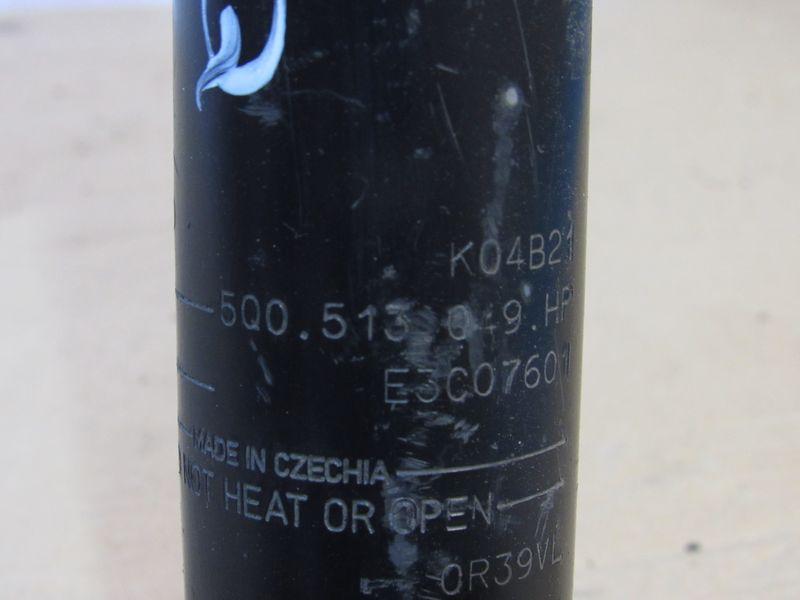 K04B21
5Q0.513 049.HP
E3C07601
MADE IN CZECHIA
NOT HEAT OR OPEN
OR39VL